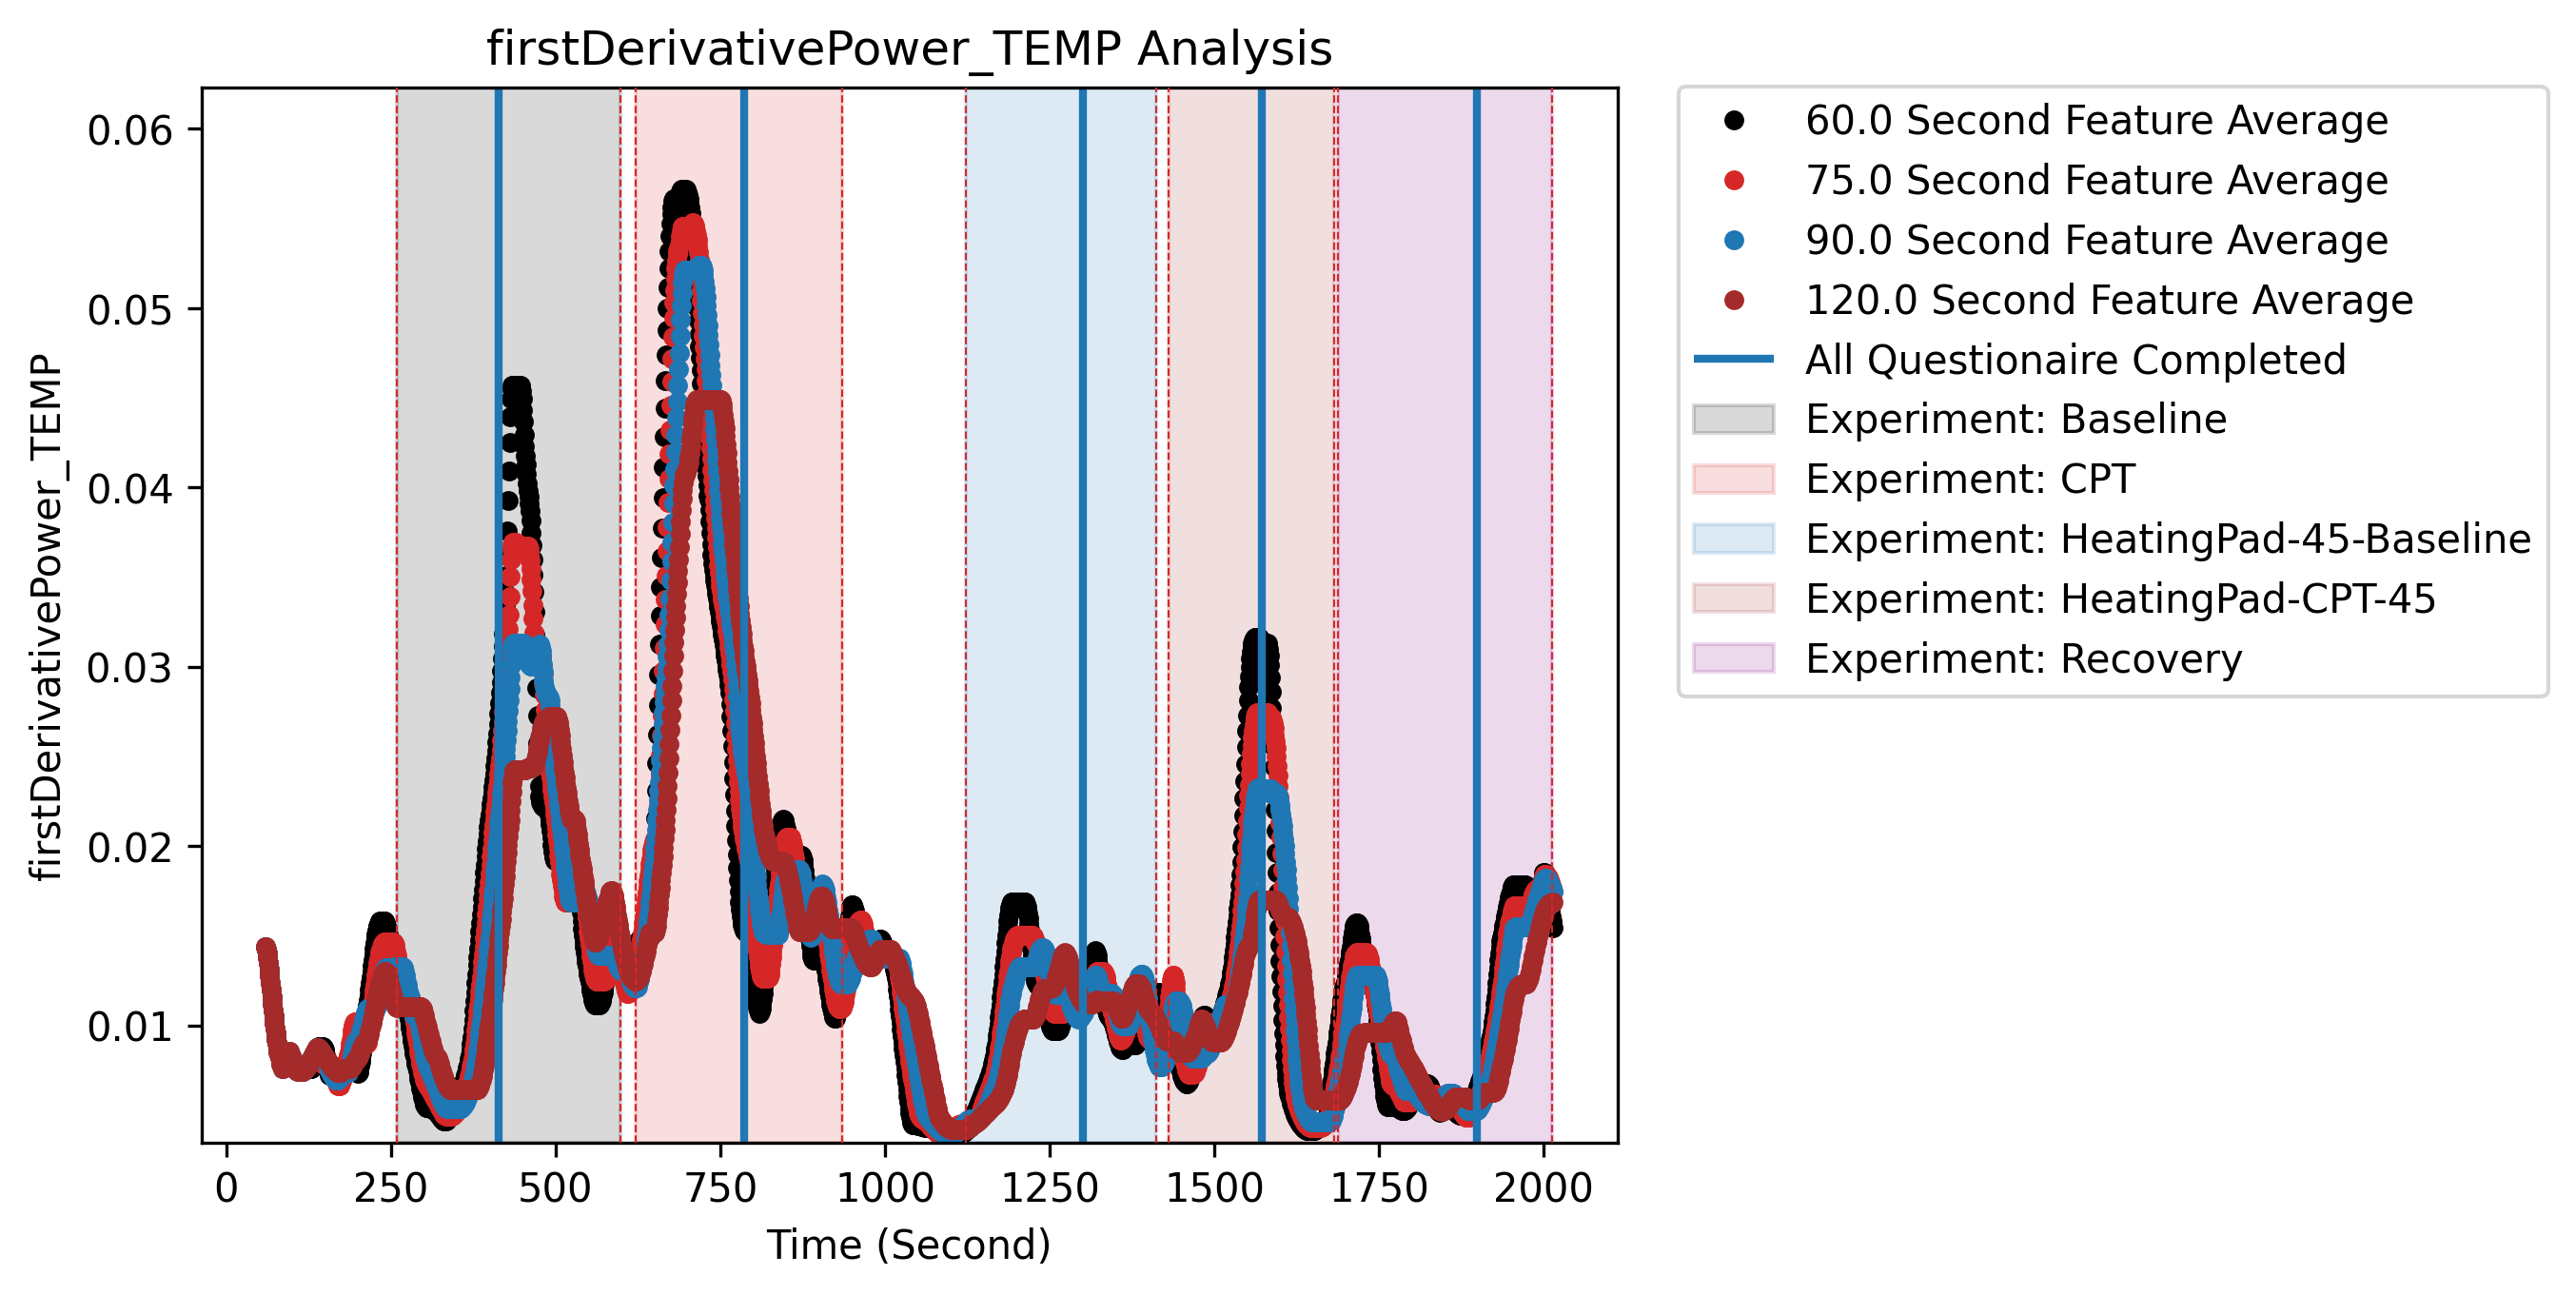 firstDerivativePower_TEMP Analysis
firstDerivativePower_TEMP
0.06
0.05
0.04
0.03
0.02
0.01
0 250 500 750 1000 1250 1500 1750 2000
Time (Second)
60.0 Second Feature Average
75.0 Second Feature Average
90.0 Second Feature Average
120.0 Second Feature Average
All Questionaire Completed
Experiment: Baseline
Experiment: CPT
Experiment: HeatingPad-45-Baseline
Experiment: HeatingPad-CPT-45
Experiment: Recovery